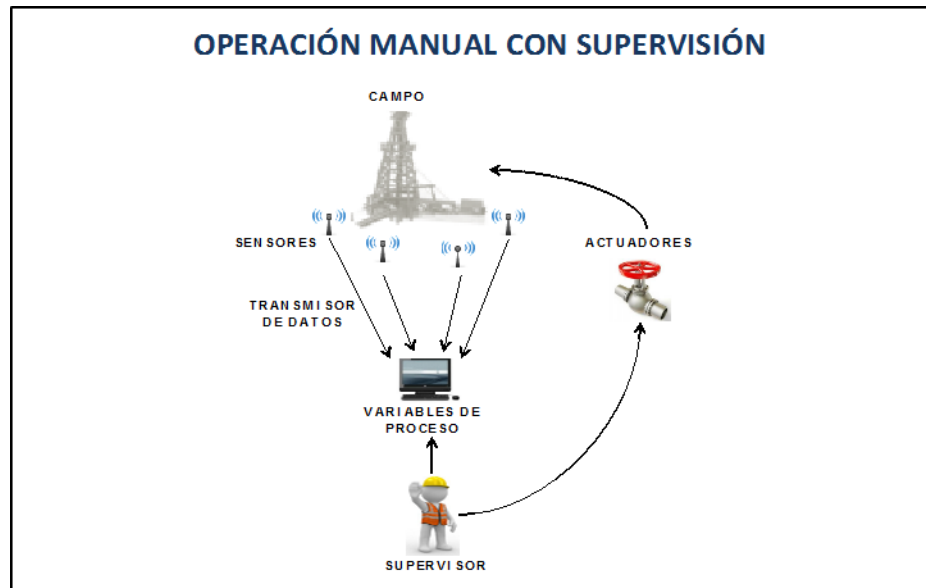 OPERACIÓN MANUAL CON SUPERVISIÓN
CAMPO
SENSORES
ACTUADORES
TRANSMISOR
DE DATOS
VARIABLES DE
PROCESO
SUPERVISOR